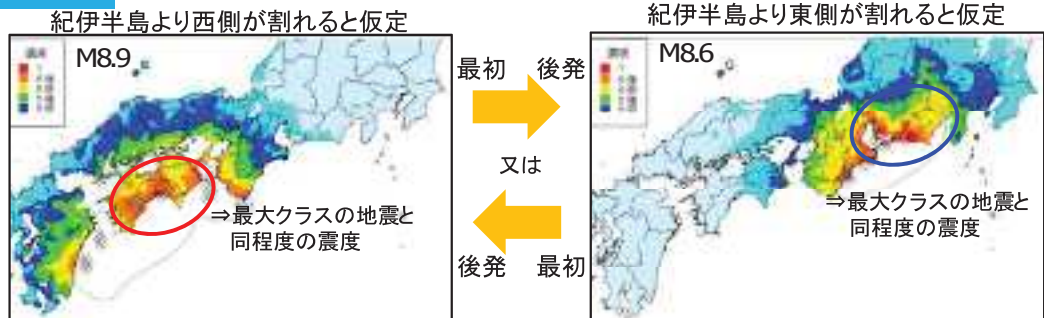 紀伊半島より西側が割れると仮定
M8.9
⇒最大クラスの地震と
同程度の震度
最初 後発
又は
後発 最初
紀伊半島より東側が割れると仮定
M8.6
⇒最大クラスの地震と
同程度の震度